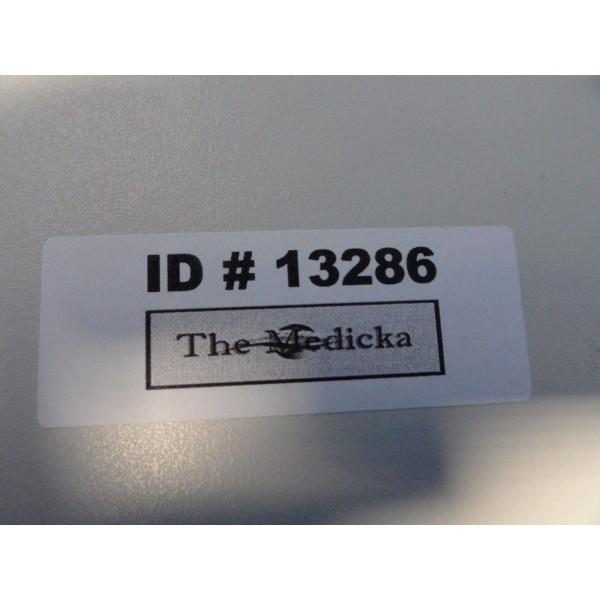 ID # 13286
The Medicka